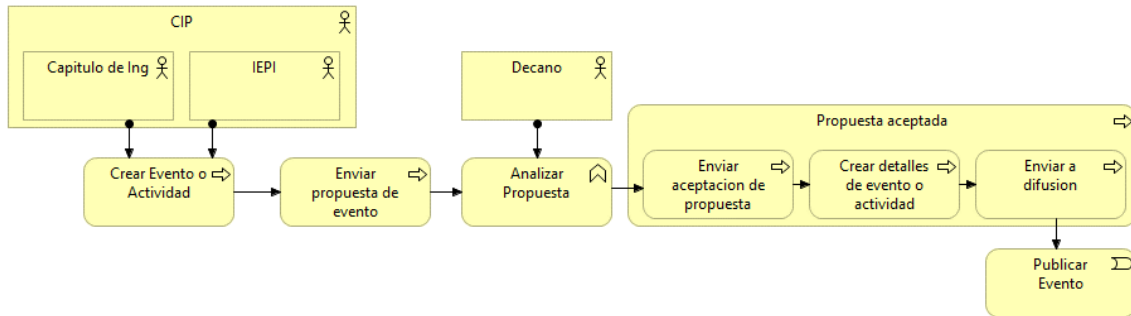 CIP
Capitulo de Ing
IEPI
Decano
Propuesta aceptada
Crear Evento o
Actividad
Enviar
propuesta de
evento
Analizar
Propuesta
Enviar
aceptacion de
propuesta
Crear detalles
de evento o
actividad
Enviar a
difusion
Publicar
Evento